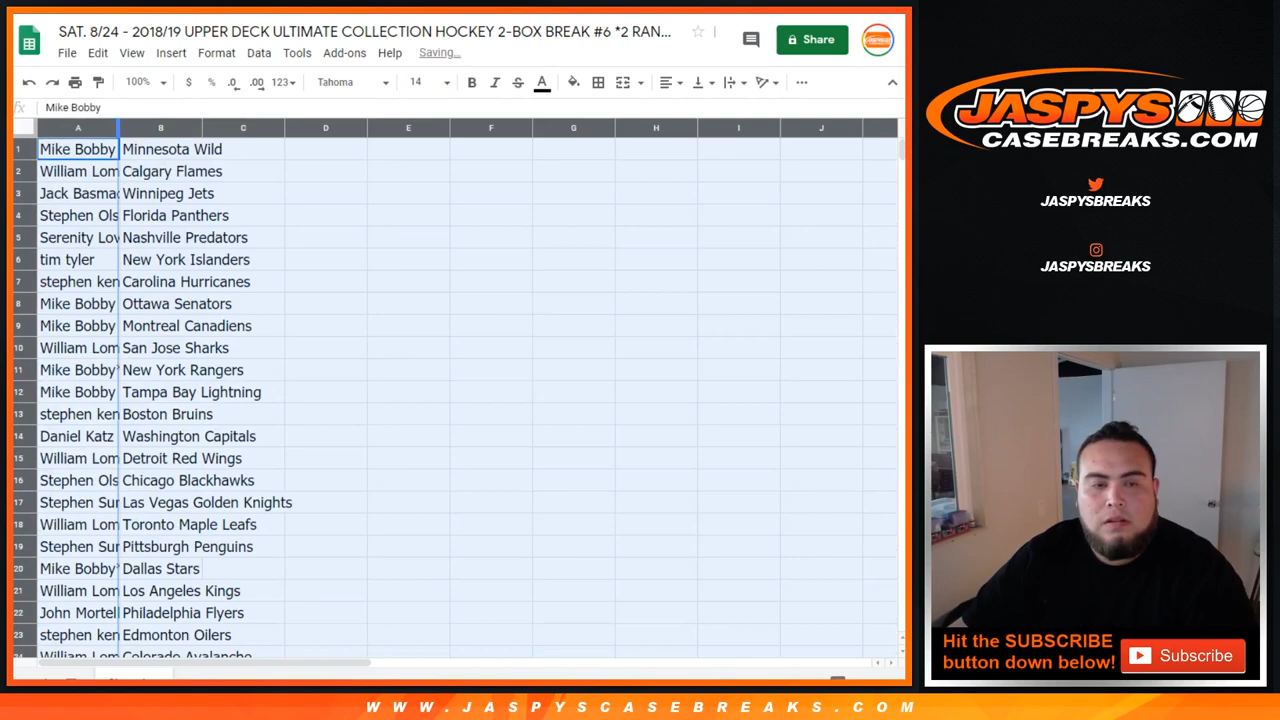 SAT. 8/24 - 2018/19 UPPER DECK ULTIMATE COLLECTION HOCKEY 2-BOX BREAK #6 *2 RAN...
File Edit View Insert Format Data Tools Add-ons Help Saving...
Share
100% $ % .0 .00 123 Tahoma 14 B I S A
fx Mike Bobby
A B C D E F G H I J
1 Mike Bobby Minnesota Wild
2 William Lom Calgary Flames
3 Jack Basma Winnipeg Jets
4 Stephen Ols Florida Panthers
5 Serenity Lov Nashville Predators
6 tim tyler New York Islanders
7 stephen ken Carolina Hurricanes
8 Mike Bobby Ottawa Senators
9 Mike Bobby Montreal Canadiens
10 William Lom San Jose Sharks
11 Mike Bobby* New York Rangers
12 Mike Bobby Tampa Bay Lightning
13 stephen ken Boston Bruins
14 Daniel Katz Washington Capitals
15 William Lom Detroit Red Wings
16 Stephen Ols Chicago Blackhawks
17 Stephen Sur Las Vegas Golden Knights
18 William Lom Toronto Maple Leafs
19 Stephen Sur Pittsburgh Penguins
20 Mike Bobby* Dallas Stars
21 William Lom Los Angeles Kings
22 John Mortell Philadelphia Flyers
23 stephen ken Edmonton Oilers
24 William Lom Colorado Avalanche
JASPYS
CASEBREAKS.COM
JASPYSBREAKS
JASPYSBREAKS
Hit the SUBSCRIBE
button down below!
Subscribe
WWW.JASPYSCASEBREAKS.COM